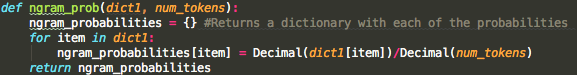 def ngram_prob(dict1, num_tokens):
    ngram_probabilities = {} #Returns a dictionary with each of the probabilities
    for item in dict1:
        ngram_probabilities[item] = Decimal(dict1[item])/Decimal(num_tokens)
    return ngram_probabilities